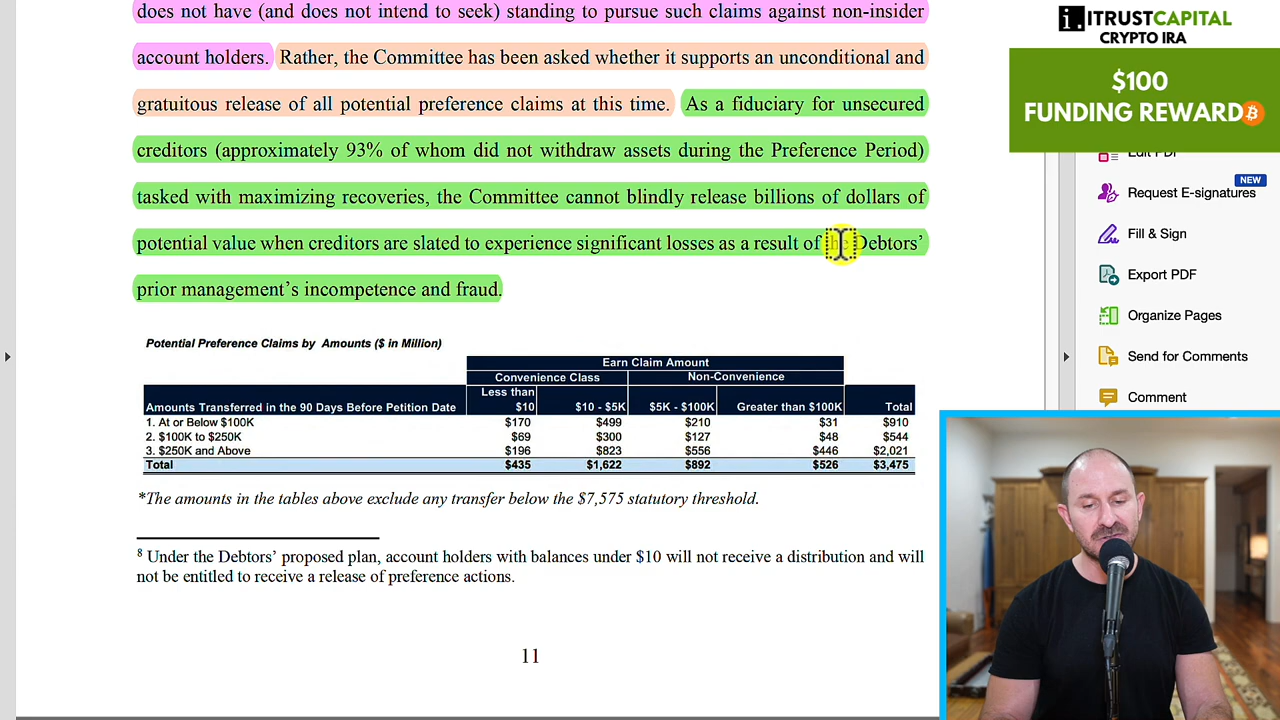 does not have (and does not intend to seek) standing to pursue such claims against non-insider
account holders. Rather, the Committee has been asked whether it supports an unconditional and
gratuitous release of all potential preference claims at this time. As a fiduciary for unsecured
creditors (approximately 93% of whom did not withdraw assets during the Preference Period)
tasked with maximizing recoveries, the Committee cannot blindly release billions of dollars of
potential value when creditors are slated to experience significant losses as a result of the Debtors’
prior management’s incompetence and fraud.
Potential Preference Claims by Amounts ($ in Million)
Earn Claim Amount
Convenience Class Non-Convenience
Amounts Transferred in the 90 Days Before Petition Date Less than $10 $10 - $5K $5K - $100K Greater than $100K Total
1. At or Below $100K $170 $499 $210 $31 $910
2. $100K to $250K $69 $300 $127 $48 $544
3. $250K and Above $196 $823 $556 $446 $2,021
Total $435 $1,622 $892 $526 $3,475
*The amounts in the tables above exclude any transfer below the $7,575 statutory threshold.
8 Under the Debtors’ proposed plan, account holders with balances under $10 will not receive a distribution and will
not be entitled to receive a release of preference actions.
11
i. ITRUSTCAPITAL
CRYPTO IRA
$100
FUNDING REWARD
Edit PDF
NEW
Request E-signatures
Fill & Sign
Export PDF
Organize Pages
Send for Comments
Comment